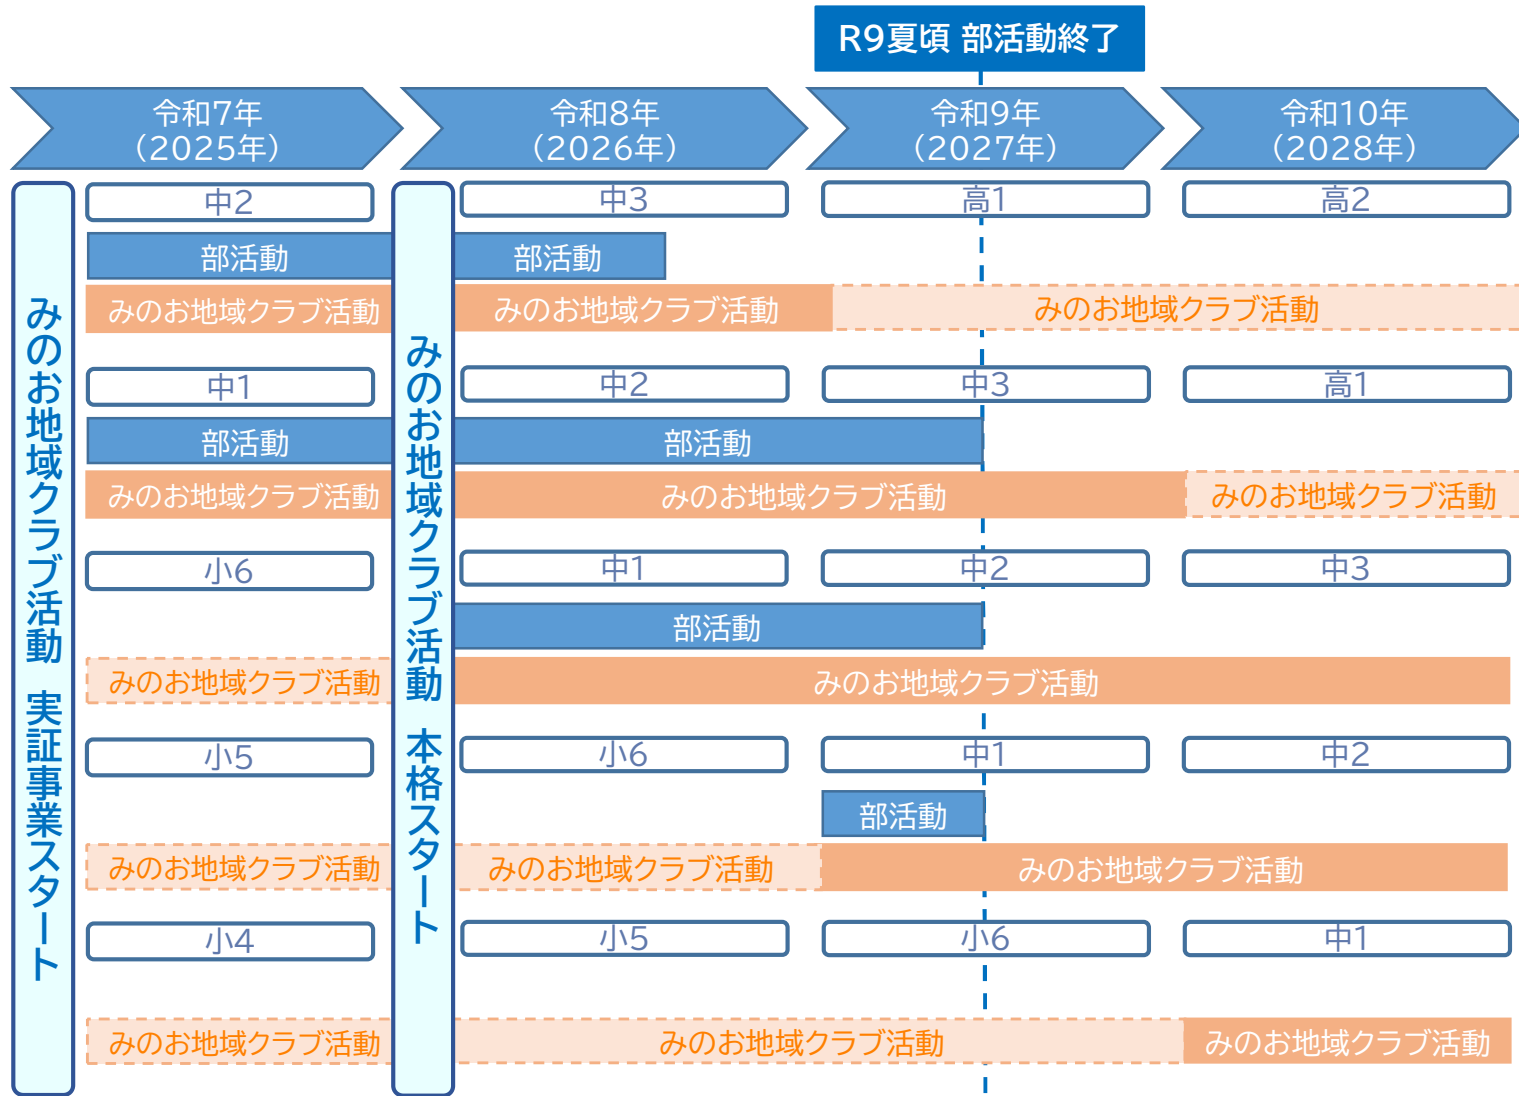 R9夏頃 部活動終了
令和7年
（2025年）
令和8年
（2026年）
令和9年
（2027年）
令和10年
（2028年）
みのお地域クラブ活動 実証事業スタート
みのお地域クラブ活動 本格スタート
中2
中3
高1
高2
部活動
部活動
みのお地域クラブ活動
みのお地域クラブ活動
みのお地域クラブ活動
中1
中2
中3
高1
部活動
部活動
みのお地域クラブ活動
みのお地域クラブ活動
みのお地域クラブ活動
小6
中1
中2
中3
部活動
みのお地域クラブ活動
みのお地域クラブ活動
小5
小6
中1
中2
部活動
みのお地域クラブ活動
みのお地域クラブ活動
みのお地域クラブ活動
小4
小5
小6
中1
みのお地域クラブ活動
みのお地域クラブ活動
みのお地域クラブ活動